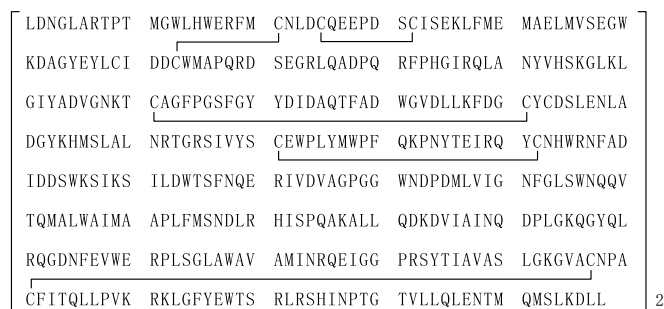 LDNGLARTPT MGWLHWERFM CNLDCQEEPD SCISEKLFME MAELMVSEGW
KDAGYEYLCI DDCWMAPQRD SEGRLQADPQ RFPHGIRQLA NYVHSKGLKL
GIYADVGNKT CAGFPGSFGY YDIDAQTFAD WGVDLLKFDG CYCDSLENLA
DGYKHMSLAL NRTGRSIVYS CEWPLYMWPF QKPNYTEIRQ YCNHWRNFAD
IDDSWKSIKS ILDWTSFNQE RIVDVAGPGG WNDPDMLVIG NFGLSWNQQV
TQMALWAIMA APLFMSNDLR HISPQAKALL QDKDVIAINQ DPLGKQGYQL
RQGDNFEVWE RPLSGLAWAV AMINRQEIGG PRSYTIAVAS LGKGVACNPA
CFITQLLPVK RKLGFYEWTS RLRSHINPTG TVLLQLENTM QMSLKDLL
2